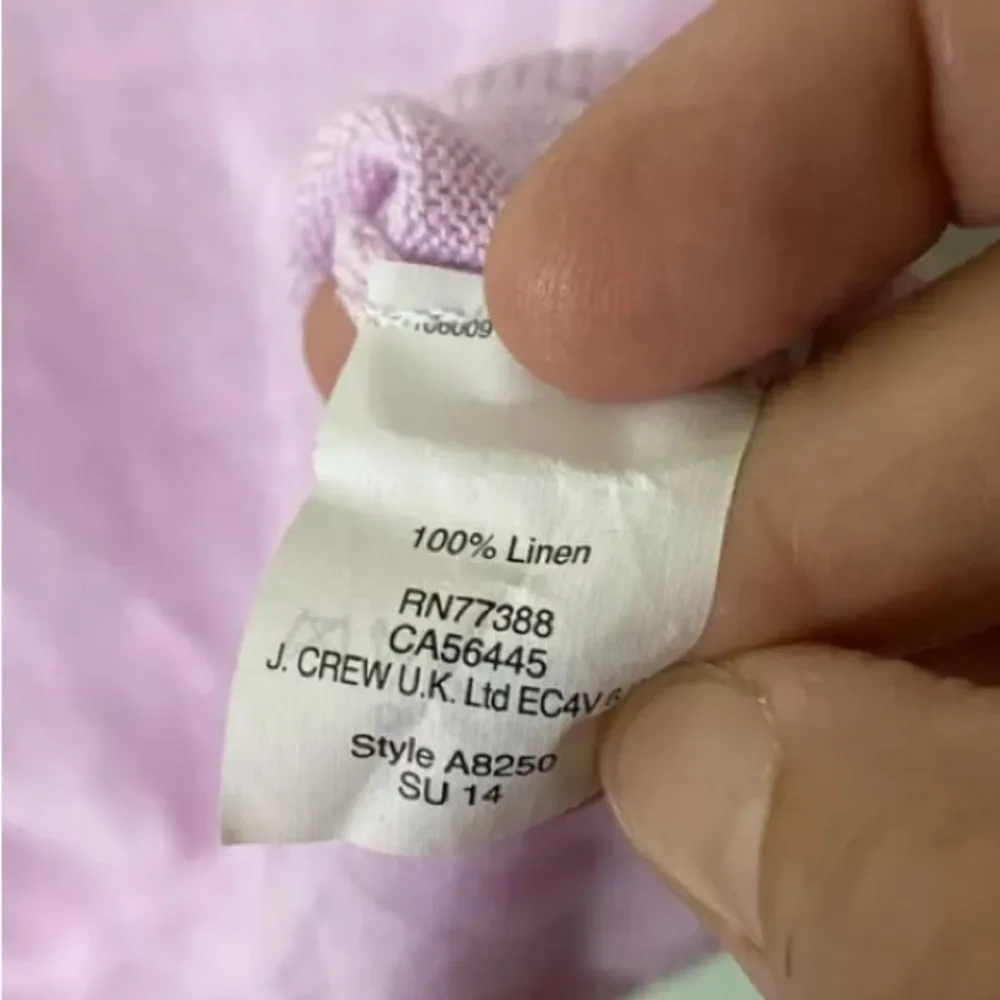 100% Linen
RN77388
CA56445
J. CREW U.K. Ltd EC4V
Style A8250
SU 14